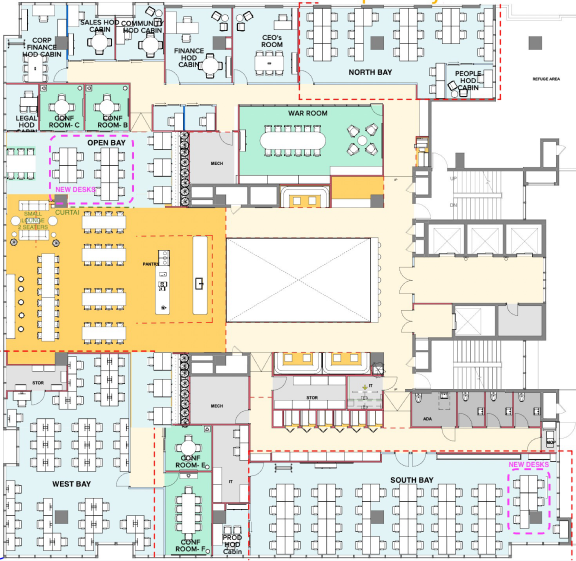 SALES HOD
CABIN
COMMUNITY
HOD CABIN
CORP
FINANCE
HOD CABIN
FINANCE
HOD
CABIN
CEO's
ROOM
NORTH BAY
PEOPLE
HOD
CABIN
REFUGE AREA
LEGAL
HOD
CABIN
CONF
ROOM- C
CONF
ROOM- B
WAR ROOM
OPEN BAY
MECH
NEW DESKS
UP
DN
SMALL
LOUNGE
8 SEATERS
CURTAI
PANTRY
STOR
MECH
STOR
IT
ADA
CONF
ROOM- E
WEST BAY
IT
SOUTH BAY
NEW DESKS
CONF
ROOM- F
PROD
HOD
Cabin